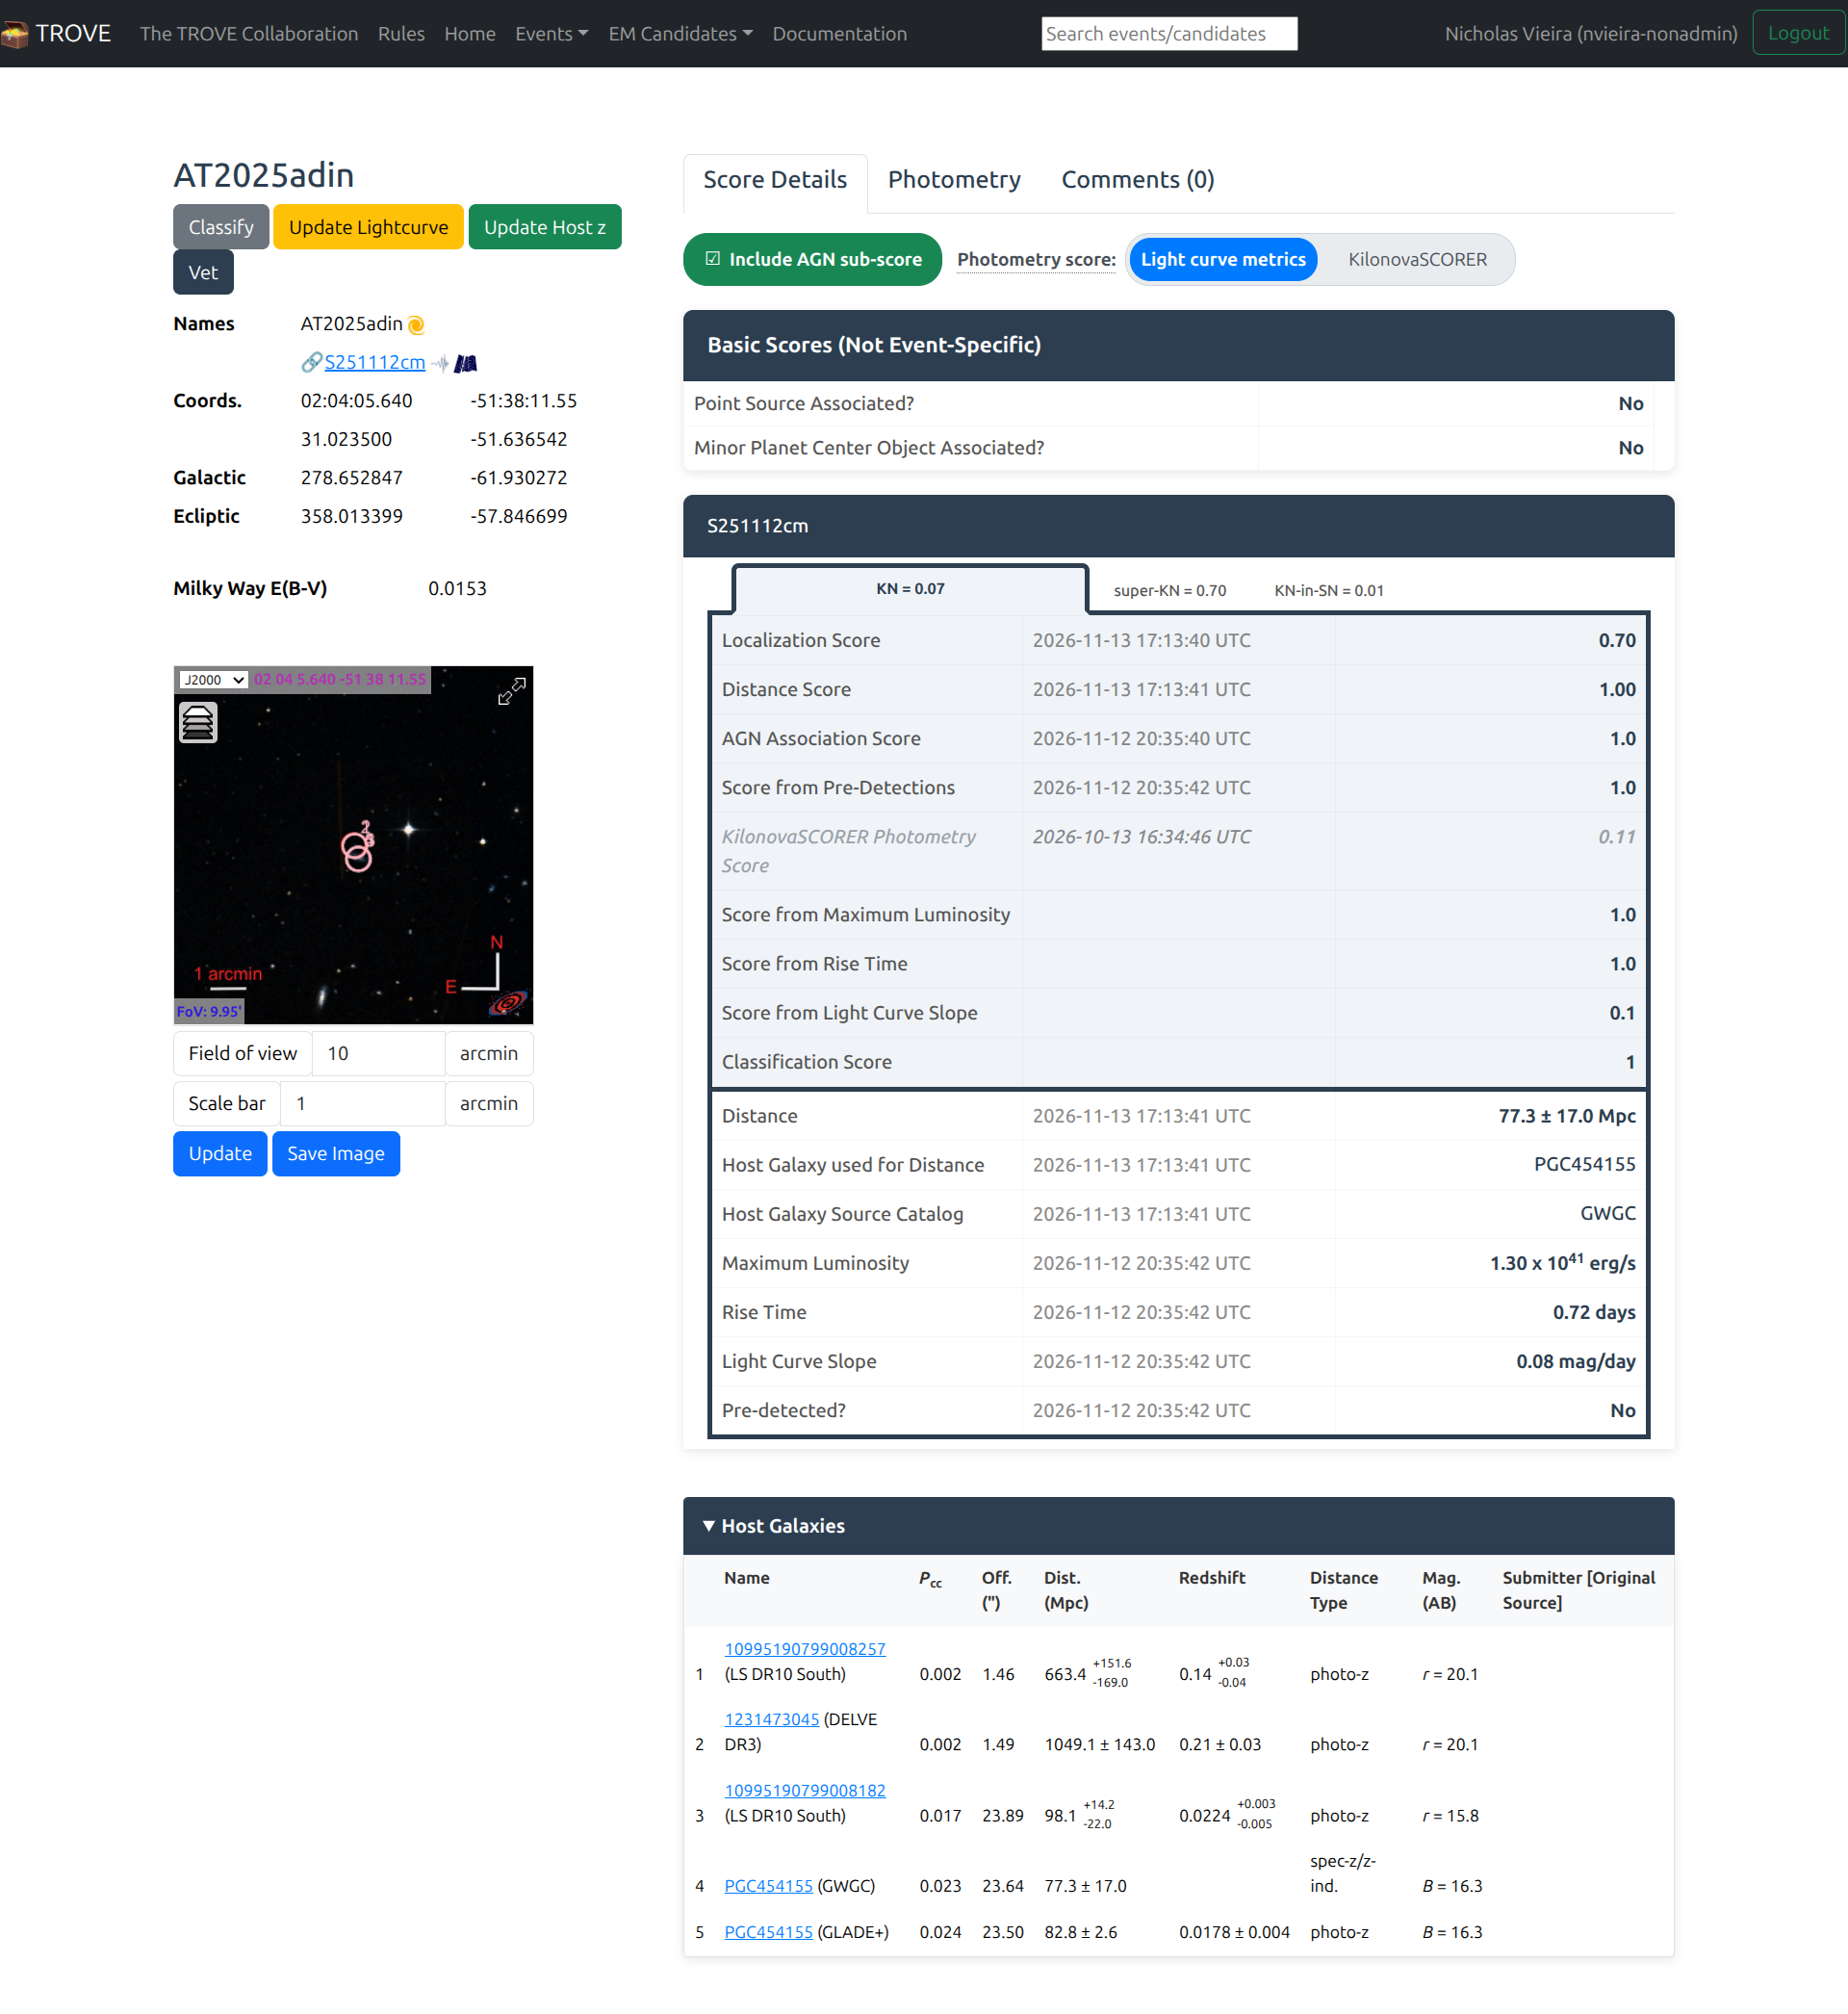 TROVE The TROVE Collaboration Rules Home Events EM Candidates Documentation Search events/candidates Nicholas Vieira (nvieira-nonadmin) Logout
AT2025adin
Classify Update Lightcurve Update Host z
Vet
Names AT2025adin
S251112cm
Coords. 02:04:05.640 -51:38:11.55
31.023500 -51.636542
Galactic 278.652847 -61.930272
Ecliptic 358.013399 -57.846699
Milky Way E(B-V) 0.0153
J2000 02 04 5.640 -51 38 11.55
2
3
N
1 arcmin
E
FoV: 9.95'
Field of view 10 arcmin
Scale bar 1 arcmin
Update Save Image
Score Details Photometry Comments (0)
☑ Include AGN sub-score Photometry score: Light curve metrics KilonovaSCORER
Basic Scores (Not Event-Specific)
Point Source Associated? No
Minor Planet Center Object Associated? No
S251112cm
KN = 0.07 super-KN = 0.70 KN-in-SN = 0.01
Localization Score 2026-11-13 17:13:40 UTC 0.70
Distance Score 2026-11-13 17:13:41 UTC 1.00
AGN Association Score 2026-11-12 20:35:40 UTC 1.0
Score from Pre-Detections 2026-11-12 20:35:42 UTC 1.0
KilonovaSCORER Photometry 2026-10-13 16:34:46 UTC 0.11
Score
Score from Maximum Luminosity 1.0
Score from Rise Time 1.0
Score from Light Curve Slope 0.1
Classification Score 1
Distance 2026-11-13 17:13:41 UTC 77.3 ± 17.0 Mpc
Host Galaxy used for Distance 2026-11-13 17:13:41 UTC PGC454155
Host Galaxy Source Catalog 2026-11-13 17:13:41 UTC GWGC
Maximum Luminosity 2026-11-12 20:35:42 UTC 1.30 x 10⁴¹ erg/s
Rise Time 2026-11-12 20:35:42 UTC 0.72 days
Light Curve Slope 2026-11-12 20:35:42 UTC 0.08 mag/day
Pre-detected? 2026-11-12 20:35:42 UTC No
▼ Host Galaxies
Name Pcc Off. (") Dist. (Mpc) Redshift Distance Type Mag. (AB) Submitter [Original Source]
1 10995190799008257 (LS DR10 South) 0.002 1.46 663.4 +151.6 -169.0 0.14 +0.03 -0.04 photo-z r = 20.1
2 1231473045 (DELVE DR3) 0.002 1.49 1049.1 ± 143.0 0.21 ± 0.03 photo-z r = 20.1
3 10995190799008182 (LS DR10 South) 0.017 23.89 98.1 +14.2 -22.0 0.0224 +0.003 -0.005 photo-z r = 15.8
4 PGC454155 (GWGC) 0.023 23.64 77.3 ± 17.0 spec-z/z-ind. B = 16.3
5 PGC454155 (GLADE+) 0.024 23.50 82.8 ± 2.6 0.0178 ± 0.004 photo-z B = 16.3